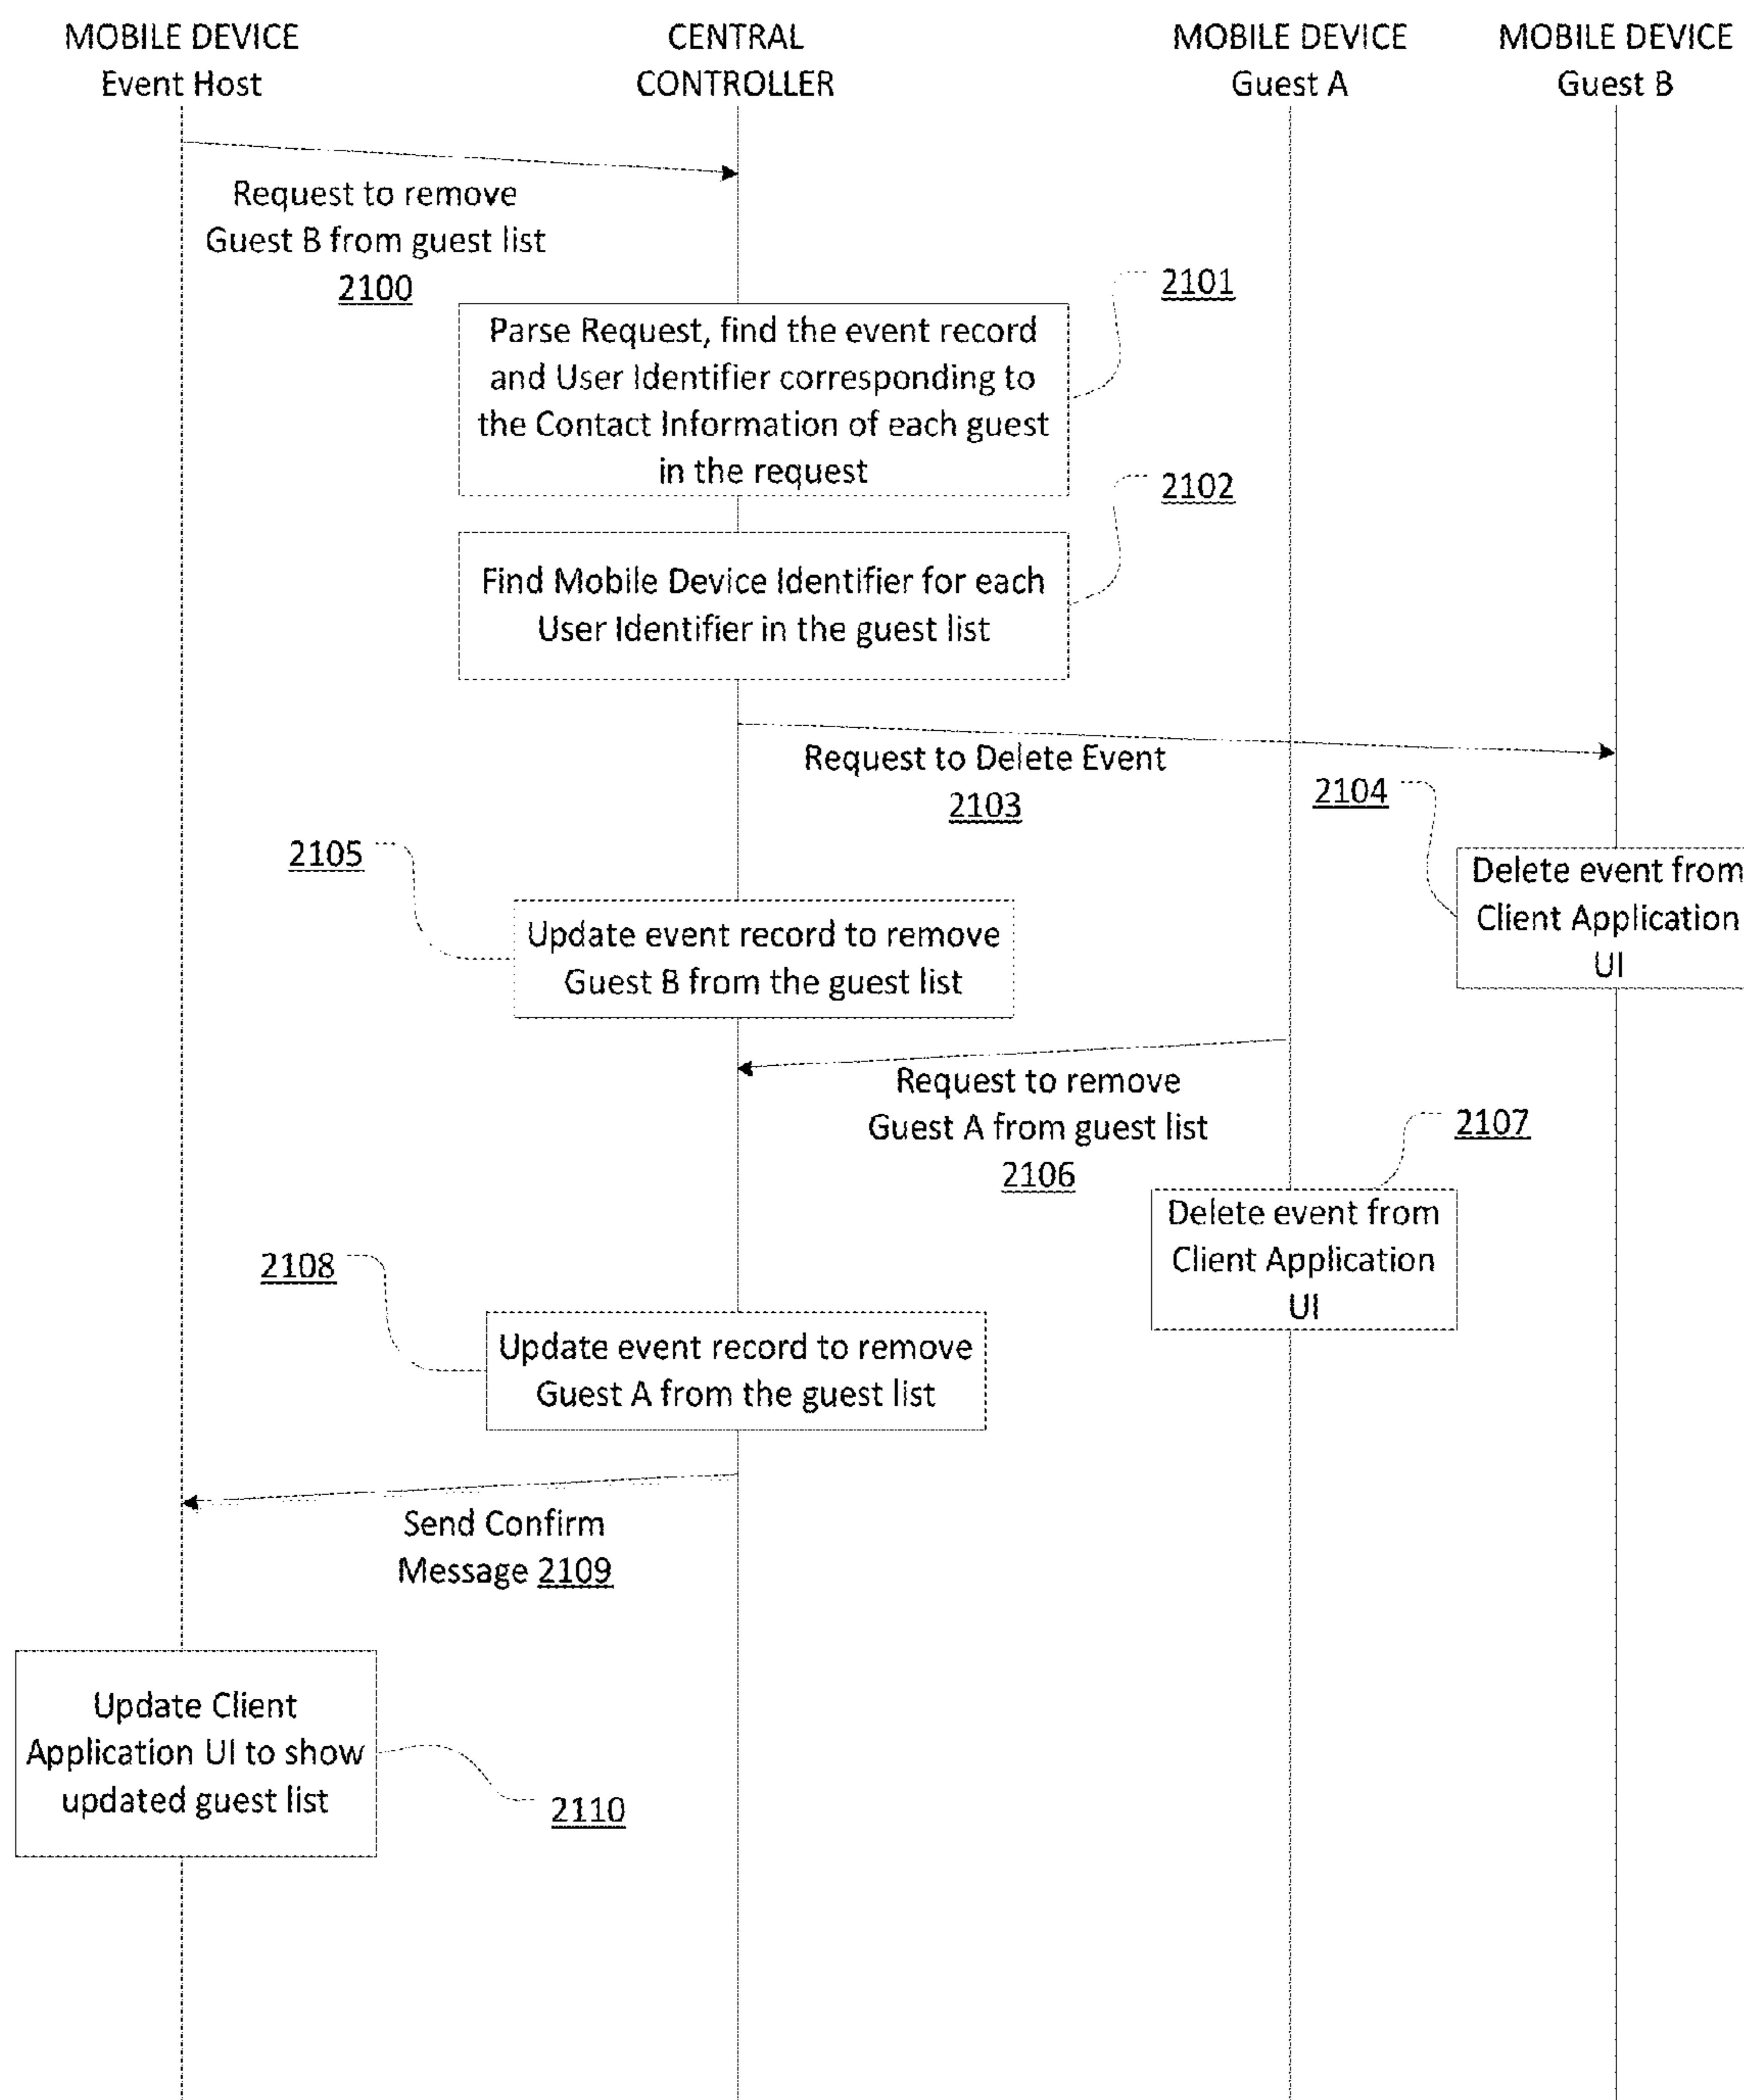 MOBILE DEVICE
Event Host
CENTRAL
CONTROLLER
MOBILE DEVICE
Guest A
MOBILE DEVICE
Guest B
Request to remove
Guest B from guest list
2100
2101
Parse Request, find the event record
and User Identifier corresponding to
the Contact Information of each guest
in the request
2102
Find Mobile Device Identifier for each
User Identifier in the guest list
Request to Delete Event
2103
2104
Delete event from
Client Application
UI
2105
Update event record to remove
Guest B from the guest list
Request to remove
Guest A from guest list
2106
2107
Delete event from
Client Application
UI
2108
Update event record to remove
Guest A from the guest list
Send Confirm
Message 2109
Update Client
Application UI to show
updated guest list
2110